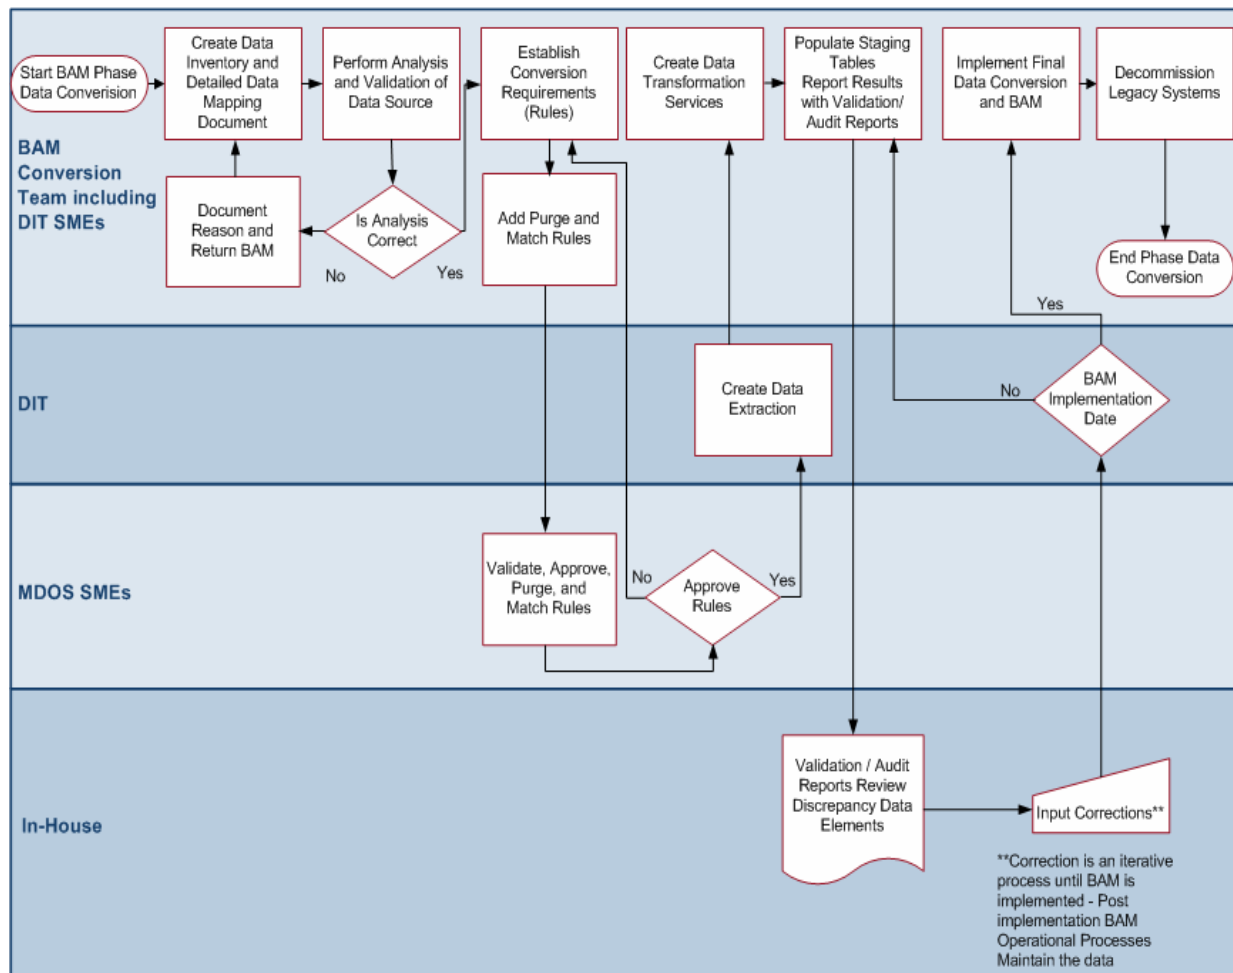 Start BAM Phase
Data Converision
Create Data
Inventory and
Detailed Data
Mapping
Document
Perform Analysis
and Validation of
Data Source
Establish
Conversion
Requirements
(Rules)
Create Data
Transformation
Services
Populate Staging
Tables
Report Results
with Validation/
Audit Reports
Implement Final
Data Conversion
and BAM
Decommission
Legacy Systems
BAM
Conversion
Team including
DIT SMEs
Document
Reason and
Return BAM
Is Analysis
Correct
No
Yes
Add Purge and
Match Rules
End Phase Data
Conversion
Yes
DIT
Create Data
Extraction
No
BAM
Implementation
Date
MDOS SMEs
Validate, Approve,
Purge, and
Match Rules
No
Approve
Rules
Yes
In-House
Validation / Audit
Reports Review
Discrepancy Data
Elements
Input Corrections**
**Correction is an iterative
process until BAM is
implemented - Post
implementation BAM
Operational Processes
Maintain the data